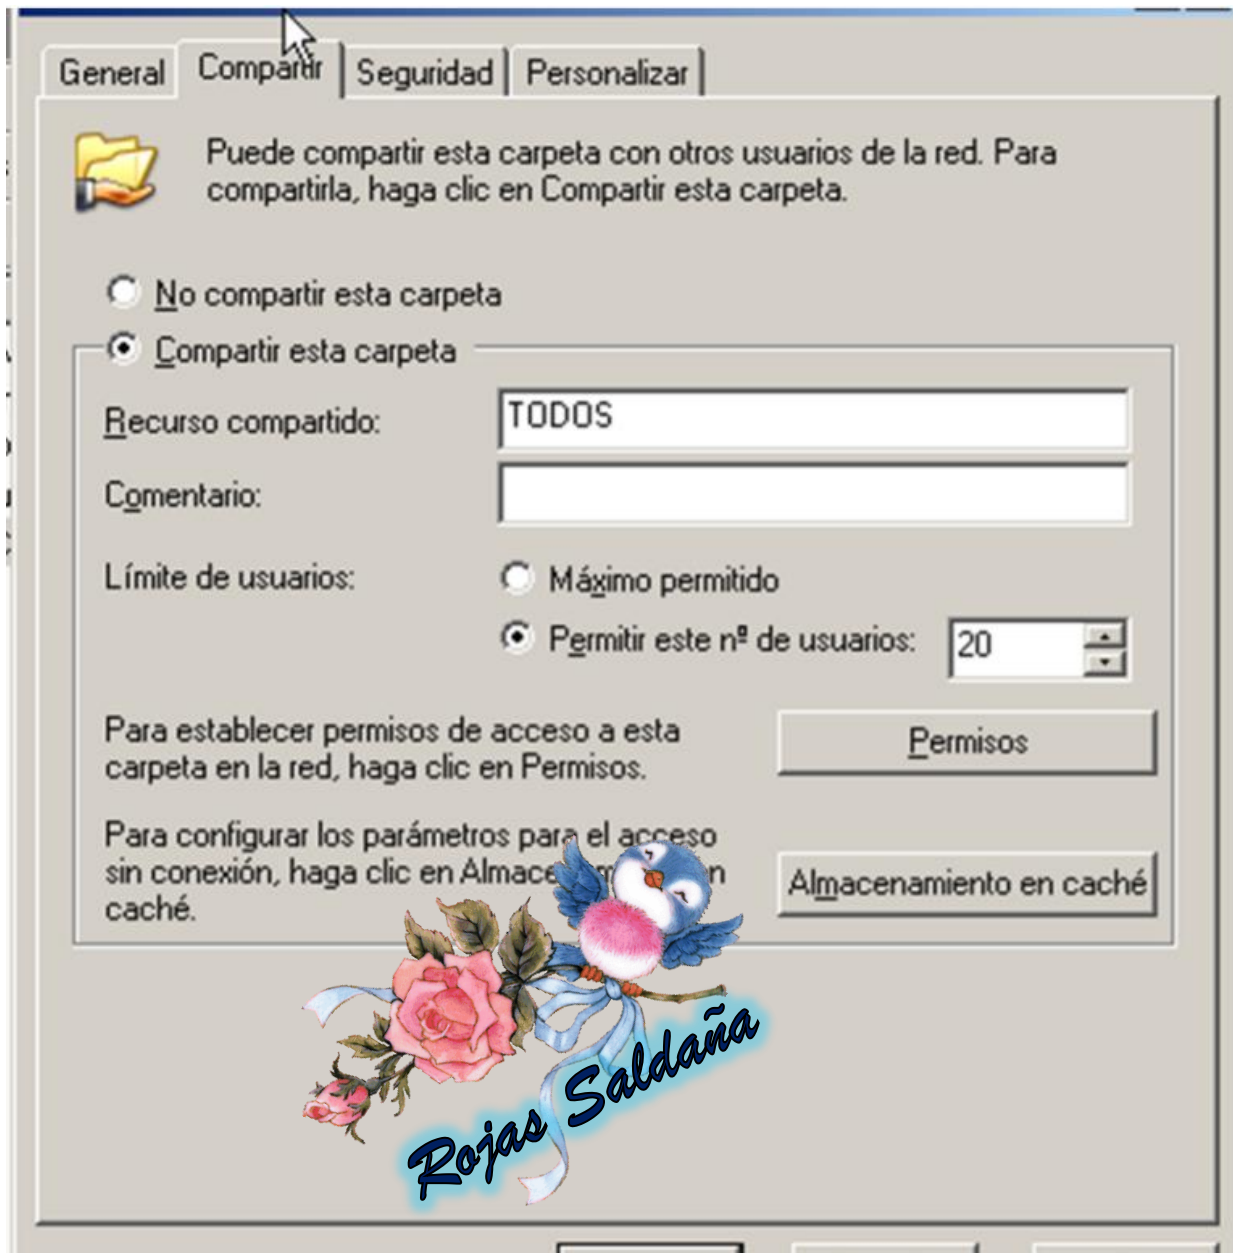 General Compartir Seguridad Personalizar
Puede compartir esta carpeta con otros usuarios de la red. Para
compartirla, haga clic en Compartir esta carpeta.
No compartir esta carpeta
Compartir esta carpeta
Recurso compartido: TODOS
Comentario:
Límite de usuarios: Máximo permitido
Permitir este nº de usuarios: 20
Para establecer permisos de acceso a esta
carpeta en la red, haga clic en Permisos.
Permisos
Para configurar los parámetros para el acceso
sin conexión, haga clic en
caché.
Almacenamiento en caché
Rojas Saldaña